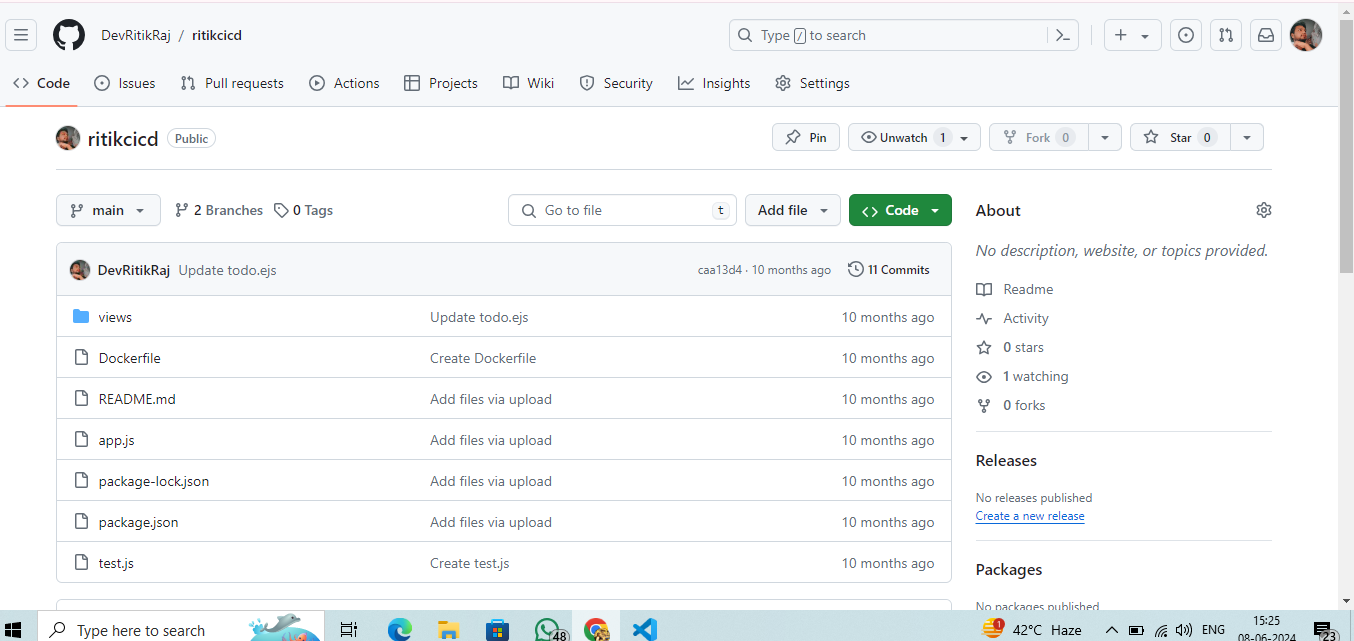 DevRitikRaj / ritikcicd
Type / to search
Code Issues Pull requests Actions Projects Wiki Security Insights Settings
ritikcicd Public
Pin Unwatch 1 Fork 0 Star 0
main 2 Branches 0 Tags Go to file t Add file Code
DevRitikRaj Update todo.ejs caa13d4 · 10 months ago 11 Commits
views Update todo.ejs 10 months ago
Dockerfile Create Dockerfile 10 months ago
README.md Add files via upload 10 months ago
app.js Add files via upload 10 months ago
package-lock.json Add files via upload 10 months ago
package.json Add files via upload 10 months ago
test.js Create test.js 10 months ago
About
No description, website, or topics provided.
Readme
Activity
0 stars
1 watching
0 forks
Releases
No releases published
Create a new release
Packages
No packages published
Type here to search
48
1
42°C Haze
ENG
15:25
08-06-2024
23